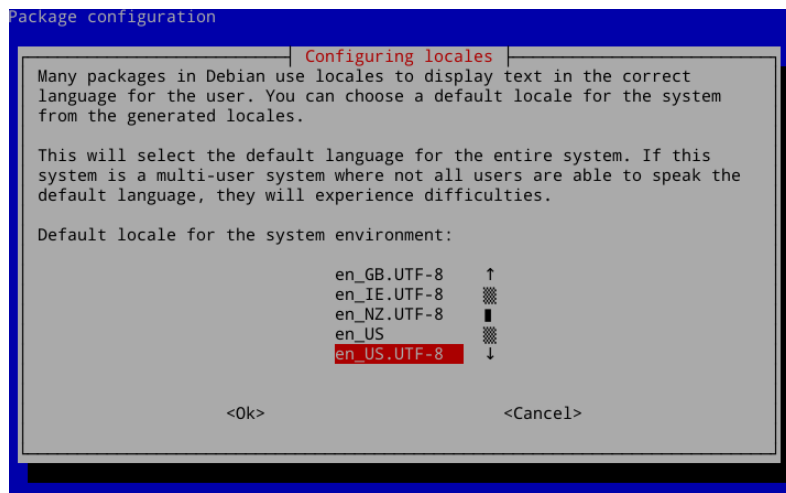 Package configuration
Configuring locales
Many packages in Debian use locales to display text in the correct
language for the user. You can choose a default locale for the system
from the generated locales.
This will select the default language for the entire system. If this
system is a multi-user system where not all users are able to speak the
default language, they will experience difficulties.
Default locale for the system environment:
en_GB.UTF-8 ↑
en_IE.UTF-8
en_NZ.UTF-8
en_US
en_US.UTF-8 ↓
<Ok> <Cancel>